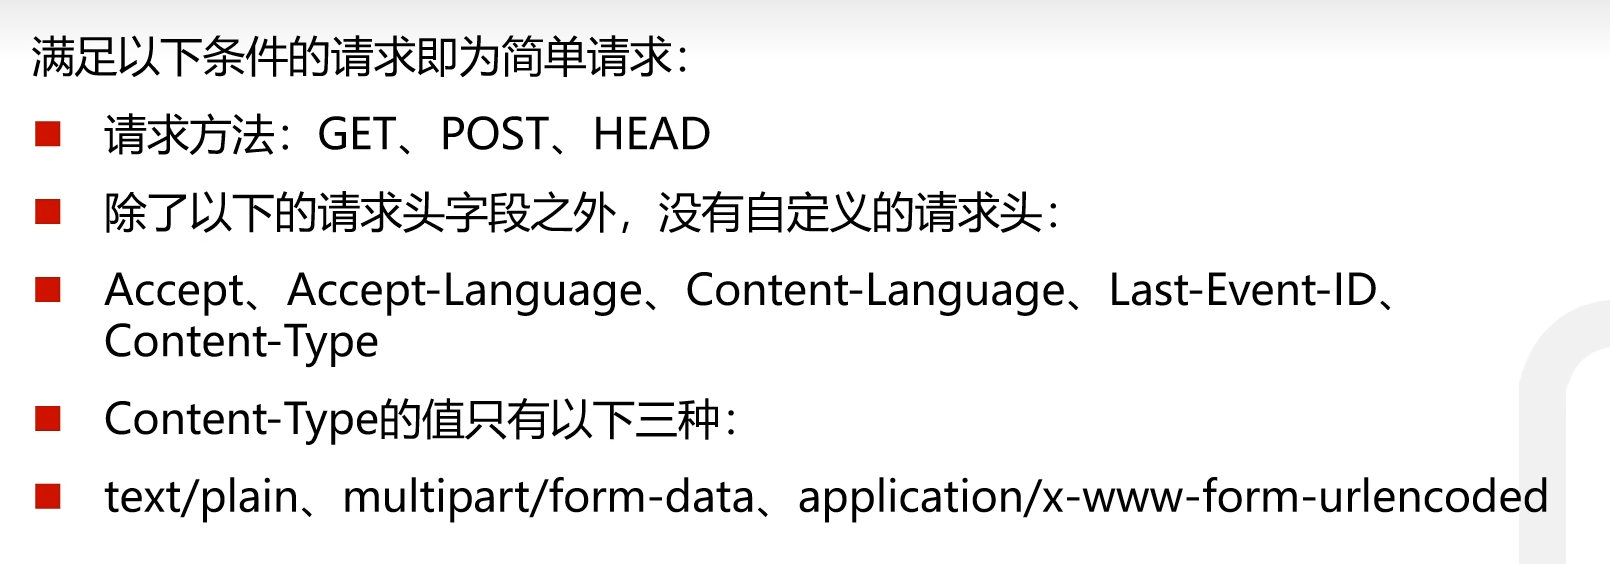 满足以下条件的请求即为简单请求：
请求方法：GET、POST、HEAD
除了以下的请求头字段之外，没有自定义的请求头：
Accept、Accept-Language、Content-Language、Last-Event-ID、
Content-Type
Content-Type的值只有以下三种：
text/plain、multipart/form-data、application/x-www-form-urlencoded